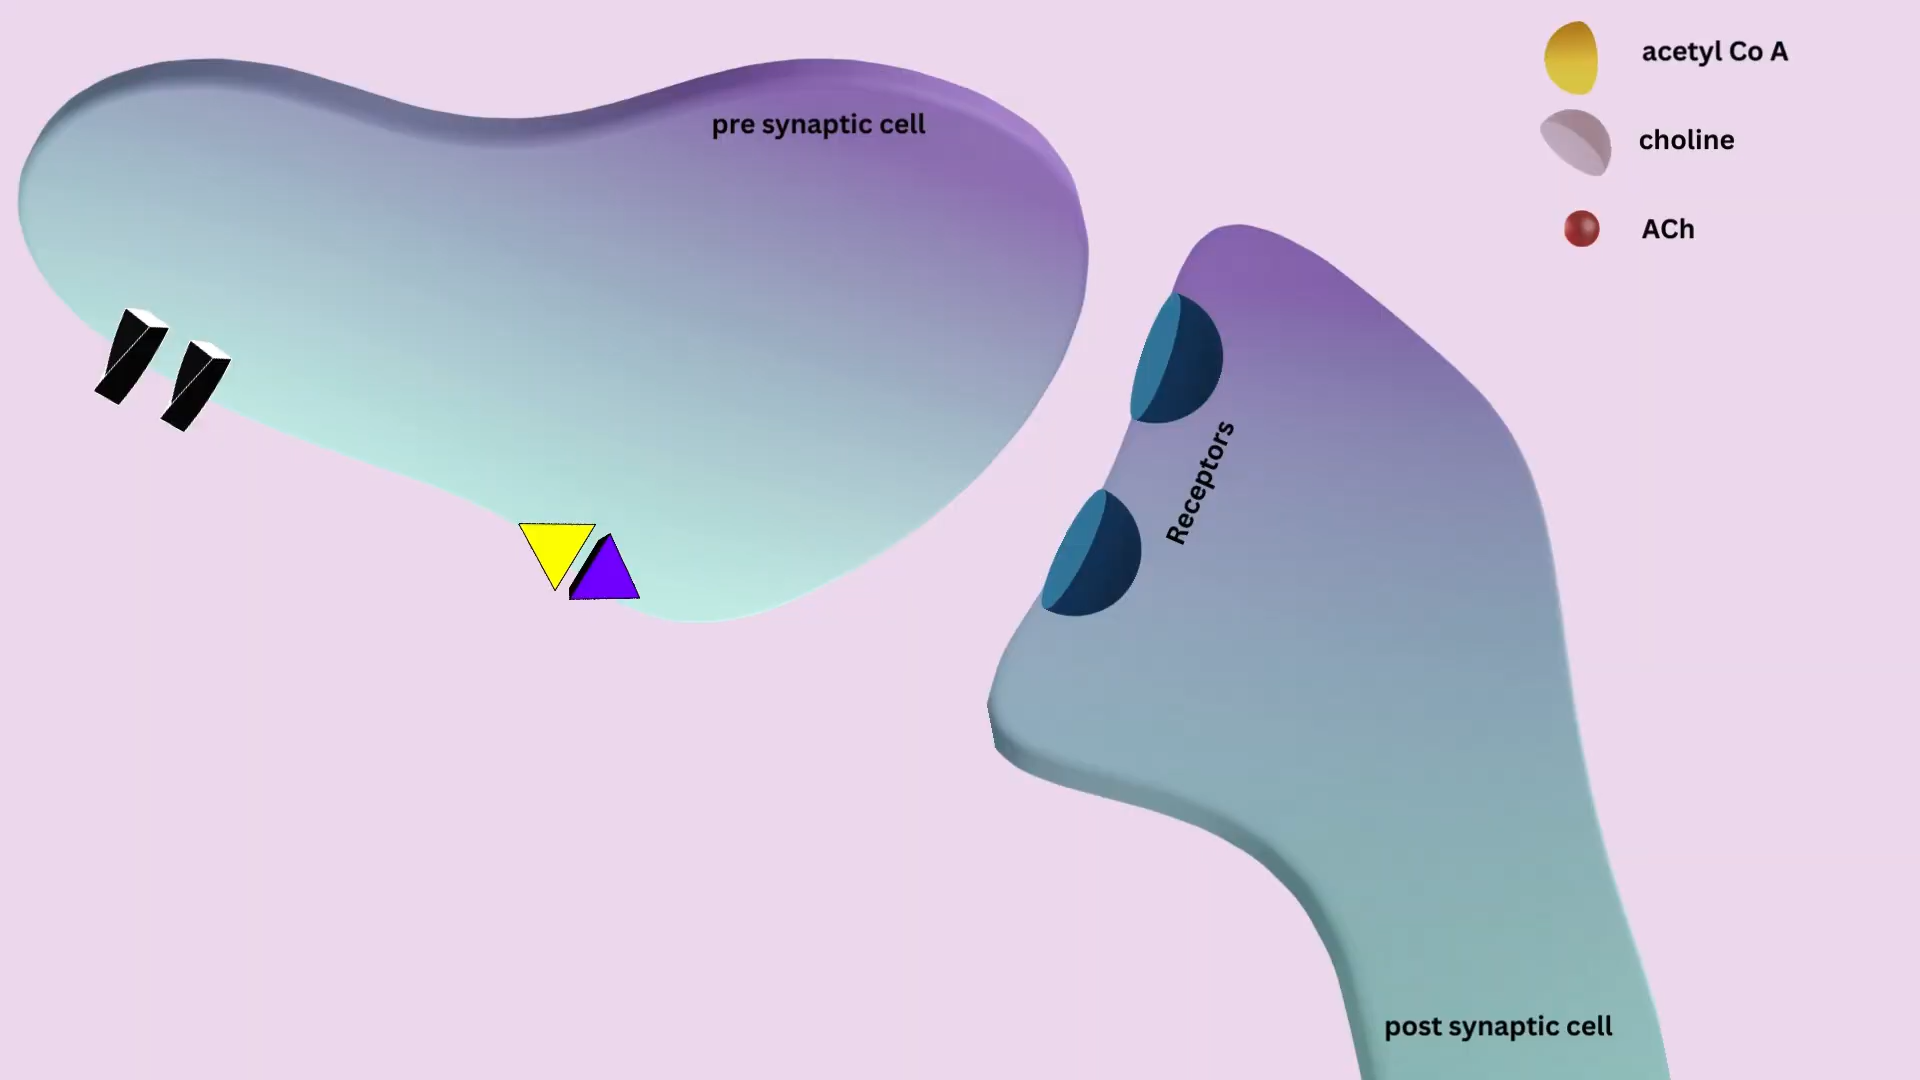 acetyl Co A
pre synaptic cell
choline
ACh
Receptors
post synaptic cell